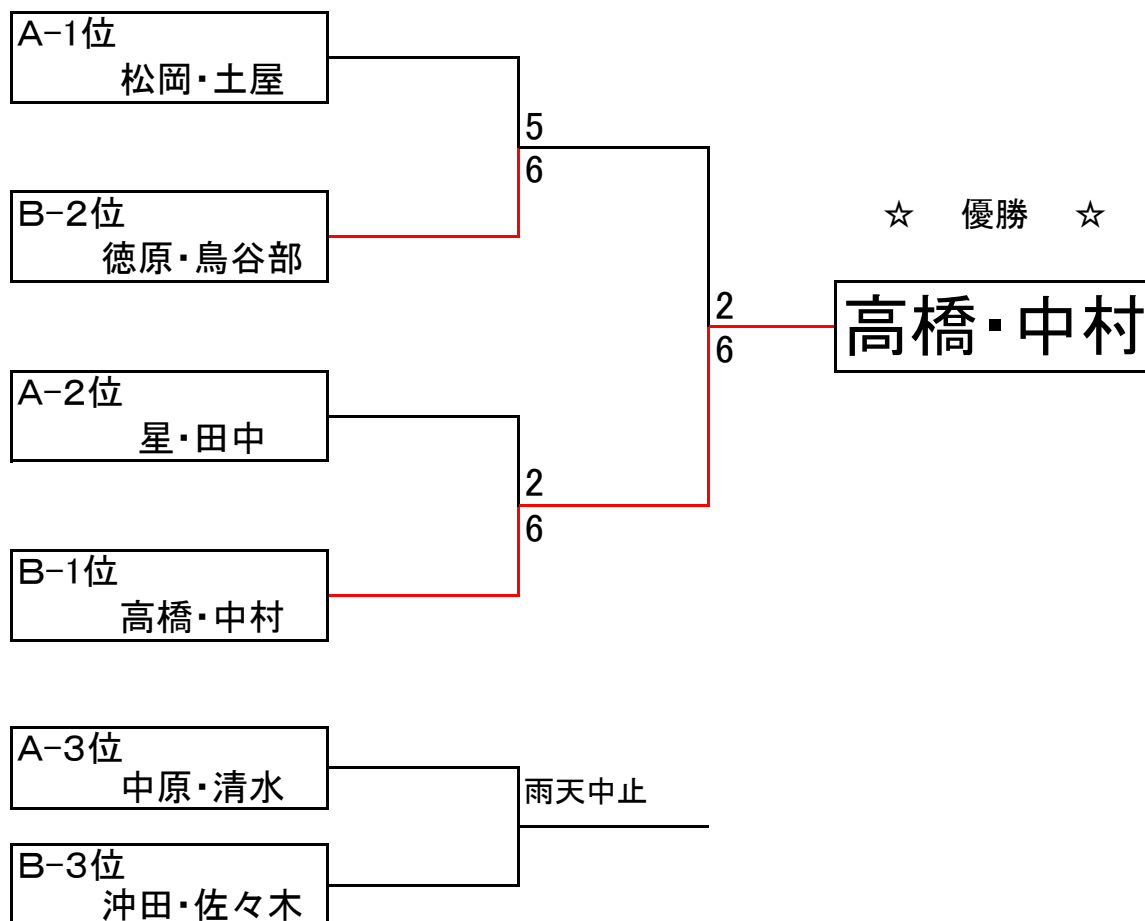 A-1位
松岡・土屋
5
6
B-2位
徳原・鳥谷部
☆　優勝　☆
2
6
高橋・中村
A-2位
星・田中
2
6
B-1位
高橋・中村
A-3位
中原・清水
雨天中止
B-3位
沖田・佐々木